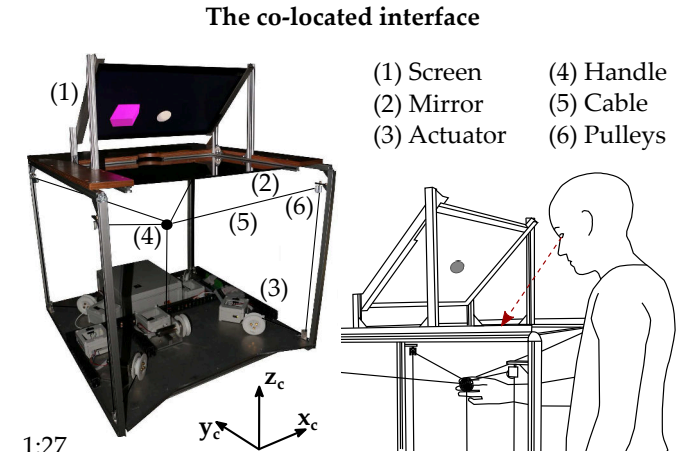 The co-located interface
(1) Screen
(2) Mirror
(3) Actuator
(4) Handle
(5) Cable
(6) Pulleys
(1)
(2)
(6)
(5)
(4)
(3)
z_c
y_c
x_c
1:27